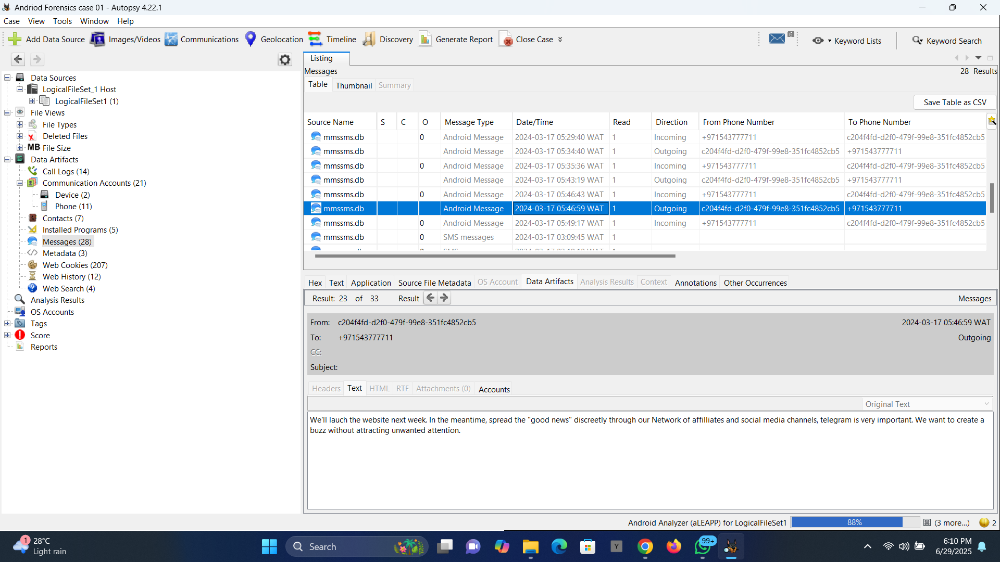 Andriod Forensics case 01 - Autopsy 4.22.1
Case View Tools Window Help
Add Data Source Images/Videos Communications Geolocation Timeline Discovery Generate Report Close Case 6 Keyword Lists Keyword Search
Data Sources
LogicalFileSet_1 Host
LogicalFileSet1 (1)
File Views
File Types
Deleted Files
MB File Size
Data Artifacts
Call Logs (14)
Communication Accounts (21)
Device (2)
Phone (11)
Contacts (7)
Installed Programs (5)
Messages (28)
Metadata (3)
Web Cookies (207)
Web History (12)
Web Search (4)
Analysis Results
OS Accounts
Tags
Score
Reports
Listing
Messages 28 Results
Table Thumbnail Summary
Save Table as CSV
Source Name S C O Message Type Date/Time Read Direction From Phone Number To Phone Number
mmssms.db 0 Android Message 2024-03-17 05:29:40 WAT 1 Incoming +971543777711 c204f4fd-d2f0-479f-99e8-351fc4852cb5
mmssms.db Android Message 2024-03-17 05:34:40 WAT 1 Outgoing c204f4fd-d2f0-479f-99e8-351fc4852cb5 +971543777711
mmssms.db 0 Android Message 2024-03-17 05:35:36 WAT 1 Incoming +971543777711 c204f4fd-d2f0-479f-99e8-351fc4852cb5
mmssms.db Android Message 2024-03-17 05:43:19 WAT 1 Outgoing c204f4fd-d2f0-479f-99e8-351fc4852cb5 +971543777711
mmssms.db 0 Android Message 2024-03-17 05:46:43 WAT 1 Incoming +971543777711 c204f4fd-d2f0-479f-99e8-351fc4852cb5
mmssms.db Android Message 2024-03-17 05:46:59 WAT 1 Outgoing c204f4fd-d2f0-479f-99e8-351fc4852cb5 +971543777711
mmssms.db 0 Android Message 2024-03-17 05:49:17 WAT 1 Incoming +971543777711 c204f4fd-d2f0-479f-99e8-351fc4852cb5
mmssms.db 0 SMS messages 2024-03-17 03:09:45 WAT 1
Hex Text Application Source File Metadata OS Account Data Artifacts Analysis Results Context Annotations Other Occurrences
Result: 23 of 33 Result Messages
From: c204f4fd-d2f0-479f-99e8-351fc4852cb5 2024-03-17 05:46:59 WAT
To: +971543777711 Outgoing
CC:
Subject:
Headers Text HTML RTF Attachments (0) Accounts
Original Text
We'll lauch the website next week. In the meantime, spread the "good news" discreetly through our Network of affilliates and social media channels, telegram is very important. We want to create a
buzz without attracting unwanted attention.
Android Analyzer (aLEAPP) for LogicalFileSet1 88% (3 more...) 2
1 28°C
Light rain
Search
Y
99+
6:10 PM
6/29/2025